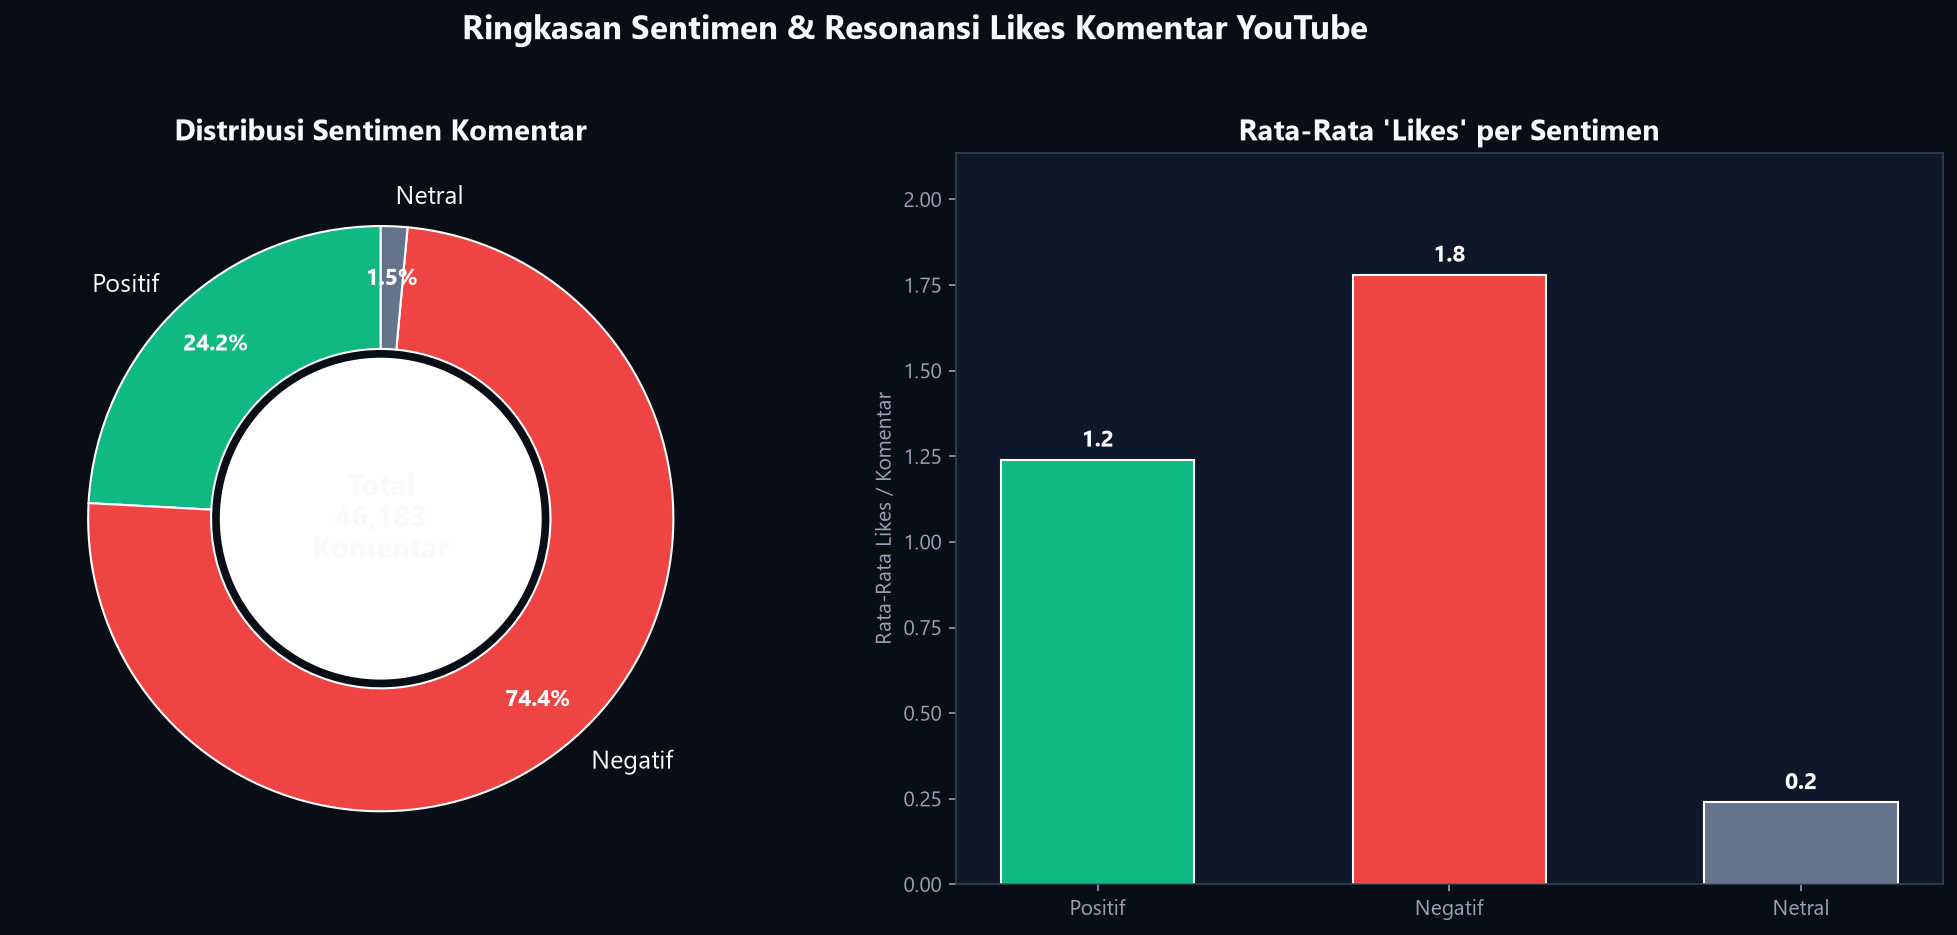 Ringkasan Sentimen & Resonansi Likes Komentar YouTube
Distribusi Sentimen Komentar
Netral
Positif
1.5%
24.2%
Total
46,183
Komentar
74.4%
Negatif
Rata-Rata 'Likes' per Sentimen
Rata-Rata Likes / Komentar
2.00
1.75
1.50
1.25
1.00
0.75
0.50
0.25
0.00
1.2
1.8
0.2
Positif
Negatif
Netral